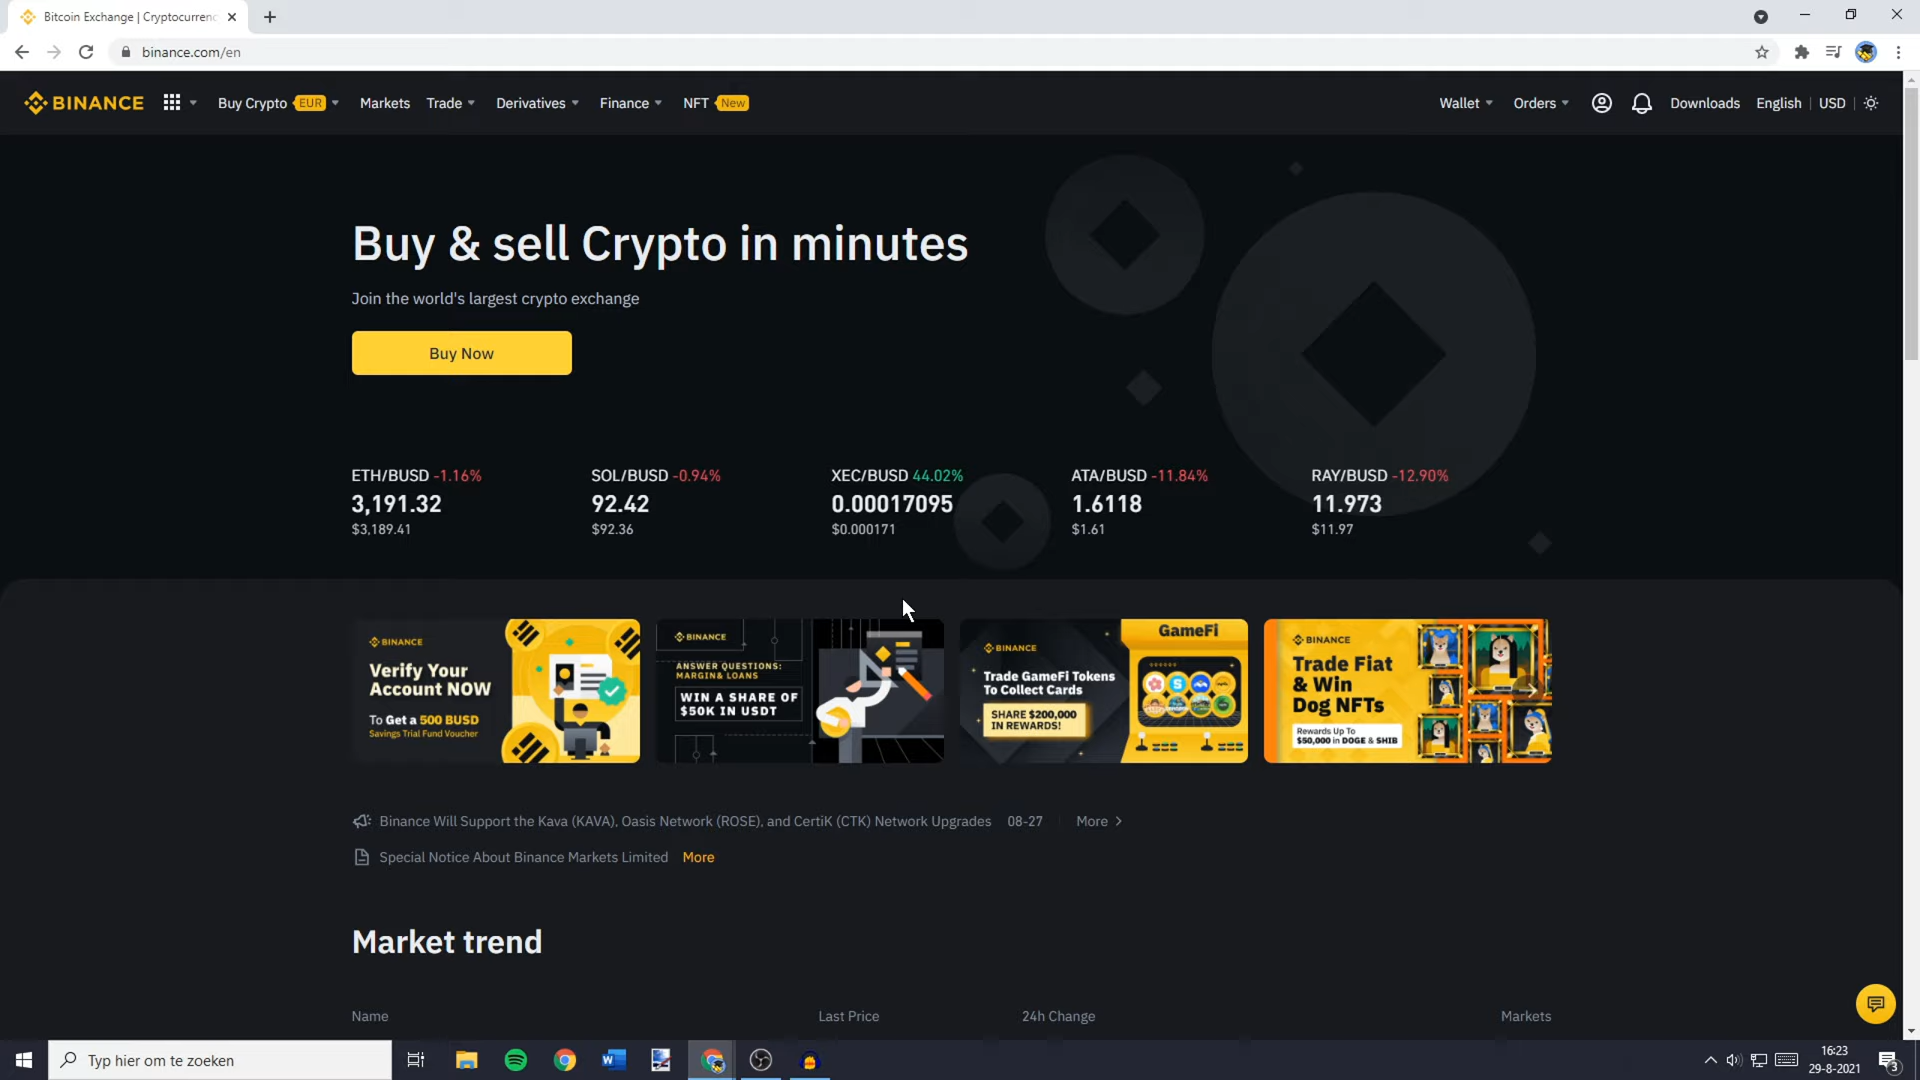 Bitcoin Exchange | Cryptocurrenc
binance.com/en
BINANCE
Buy Crypto EUR
Markets
Trade
Derivatives
Finance
NFT New
Wallet
Orders
Downloads
English
USD
Buy & sell Crypto in minutes
Join the world's largest crypto exchange
Buy Now
ETH/BUSD -1.16%
3,191.32
$3,189.41
SOL/BUSD -0.94%
92.42
$92.36
XEC/BUSD 44.02%
0.00017095
$0.000171
ATA/BUSD -11.84%
1.6118
$1.61
RAY/BUSD -12.90%
11.973
$11.97
BINANCE
Verify Your
Account NOW
To Get a 500 BUSD
Savings Trial Fund Voucher
BINANCE
ANSWER QUESTIONS:
MARGIN & LOANS
WIN A SHARE OF
$50K IN USDT
BINANCE
Trade GameFi Tokens
To Collect Cards
SHARE $200,000
IN REWARDS!
GameFi
BINANCE
Trade Fiat
& Win
Dog NFTs
Rewards Up To
$50,000 in DOGE & SHIB
Binance Will Support the Kava (KAVA), Oasis Network (ROSE), and CertiK (CTK) Network Upgrades 08-27 More
Special Notice About Binance Markets Limited More
Market trend
Name
Last Price
24h Change
Markets
Typ hier om te zoeken
16:23
29-8-2021
3